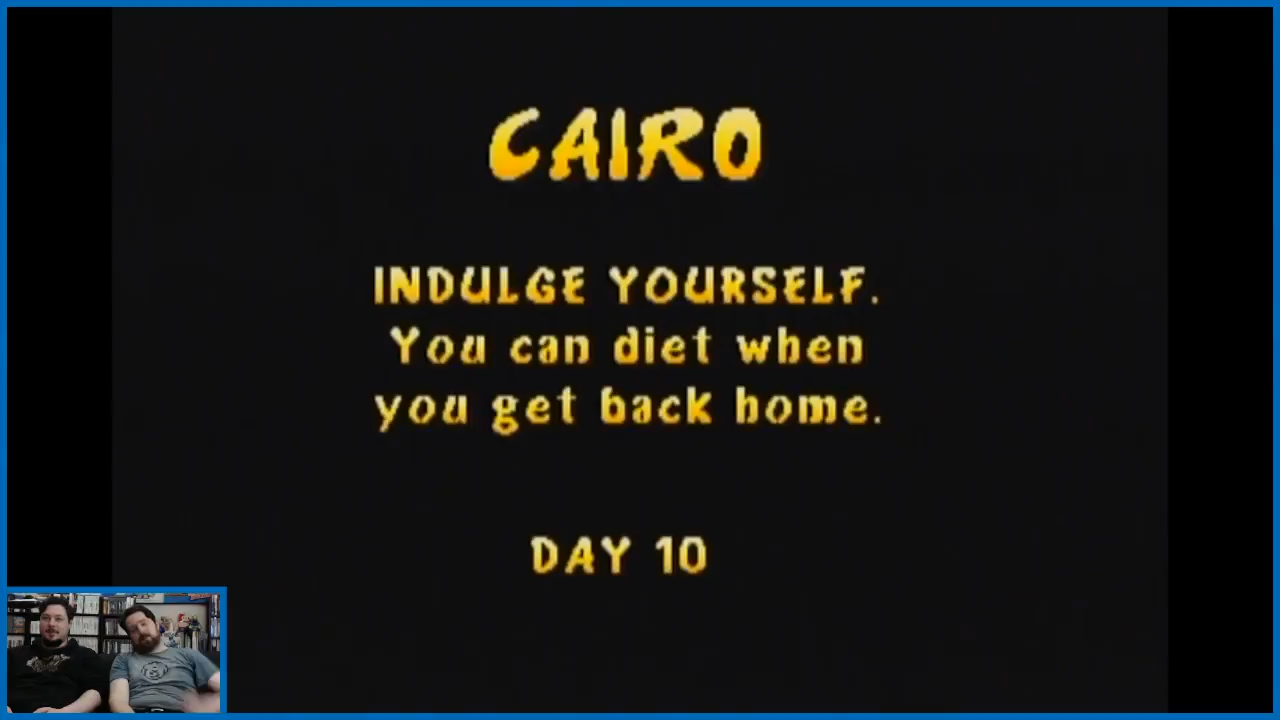 CAIRO
INDULGE YOURSELF.
You can diet when
you get back home.
DAY 10